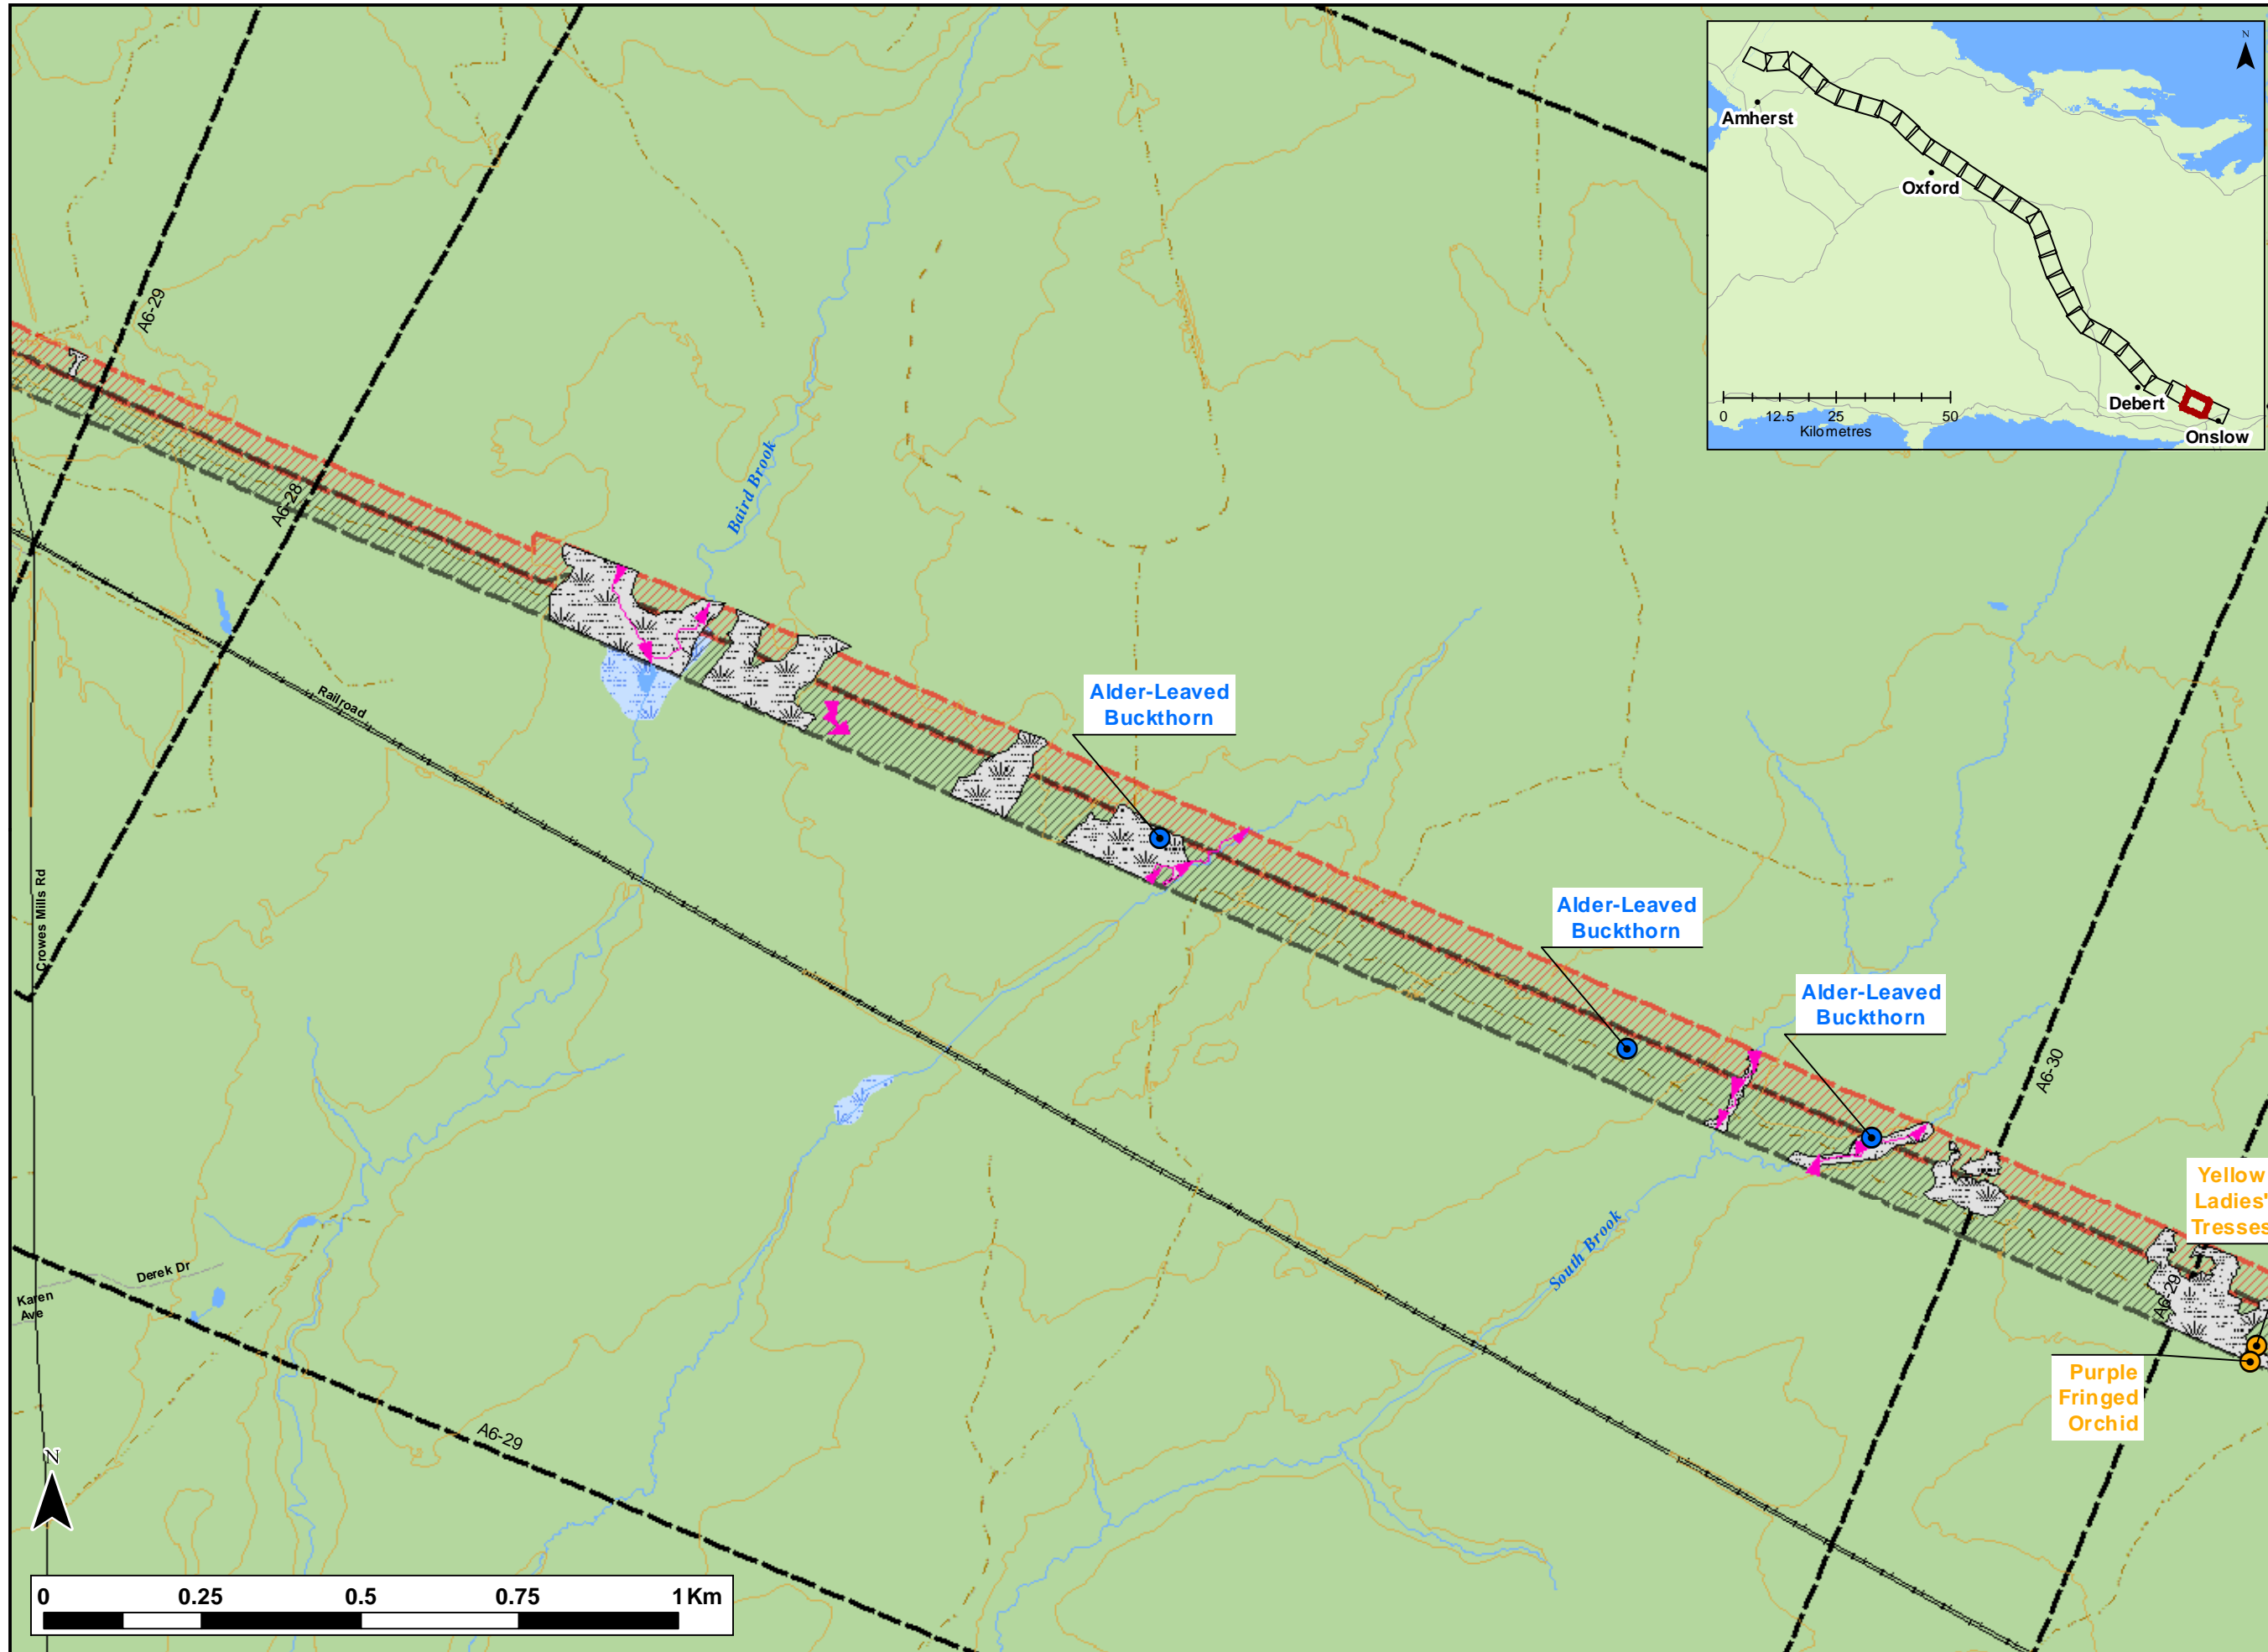 N
Amherst
Oxford
Debert
Onslow
0 12.5 25 50
Kilometres
A6-29
A6-28
Baird Brook
Railroad
Alder-Leaved
Buckthorn
Alder-Leaved
Buckthorn
Alder-Leaved
Buckthorn
Crowes Mills Rd
A6-30
Yellow
Ladies'
Tresses
South Brook
A6-29
Derek Dr
Karen
Ave
Purple
Fringed
Orchid
A6-29
N
0 0.25 0.5 0.75 1 Km